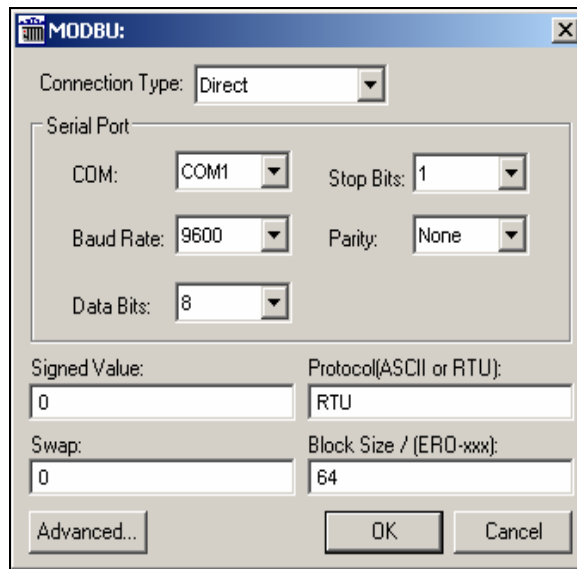 MODBU:
Connection Type: Direct
Serial Port
COM: COM1 Stop Bits: 1
Baud Rate: 9600 Parity: None
Data Bits: 8
Signed Value: Protocol(ASCII or RTU):
0 RTU
Swap: Block Size / (ERO-xxx):
0 64
Advanced... OK Cancel